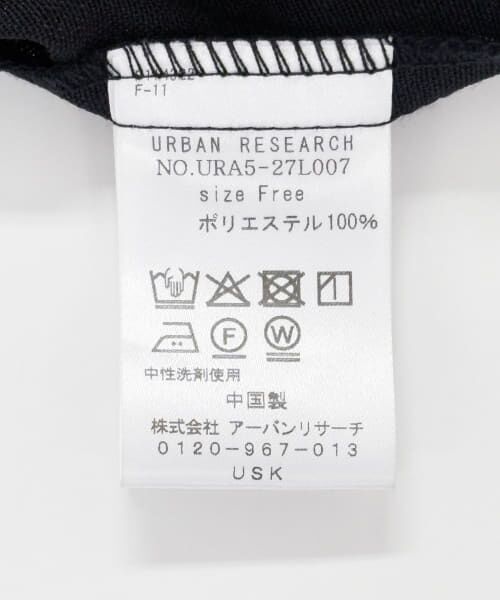 F-11
URBAN RESEARCH
NO.URA5-27L007
size Free
ポリエステル100%
F W
中性洗剤使用
中国製
株式会社 アーバンリサーチ
0120-967-013
USK